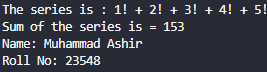 The series is : 1! + 2! + 3! + 4! + 5!
Sum of the series is = 153
Name: Muhammad Ashir
Roll No: 23548